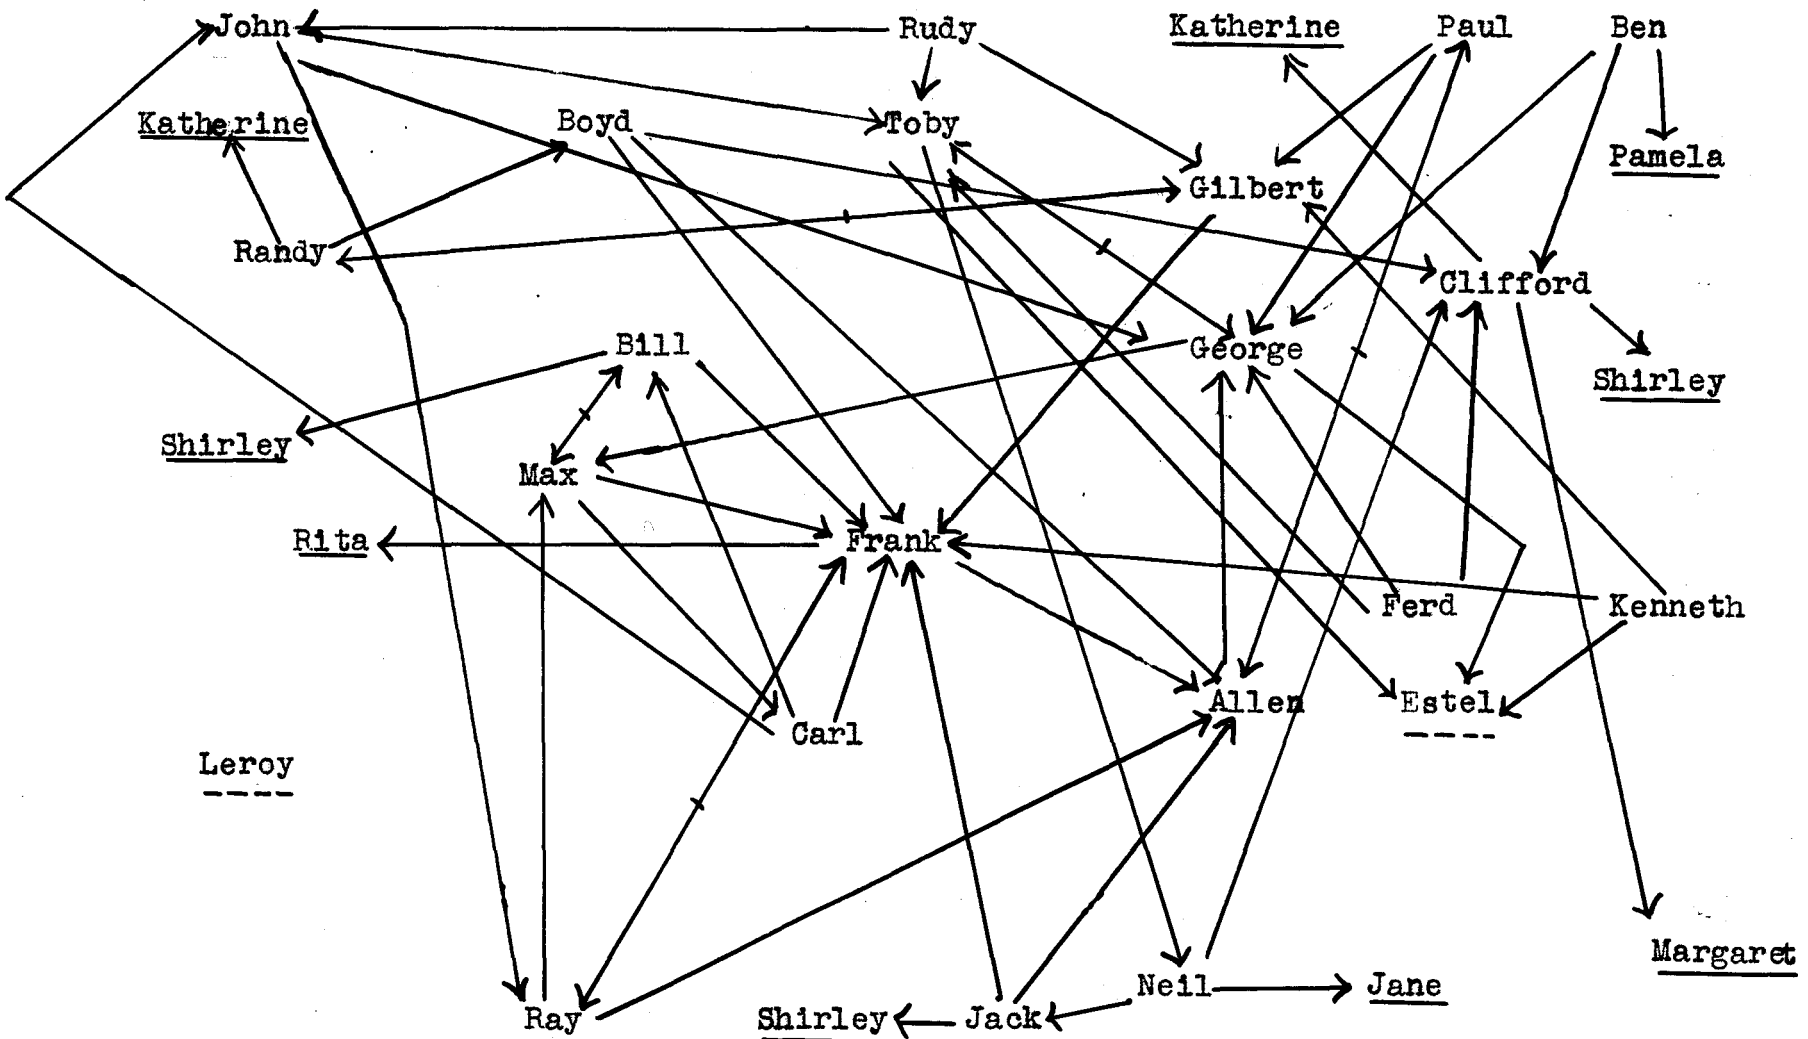 John
Rudy
Katherine
Paul
Ben
Katherine
Boyd
Toby
Pamela
Gilbert
Randy
Clifford
Bill
George
Shirley
Shirley
Max
Rita
Frank
Ferd
Kenneth
Allen
Estel
Carl
Leroy
Margaret
Neil
Jane
Ray
Shirley
Jack